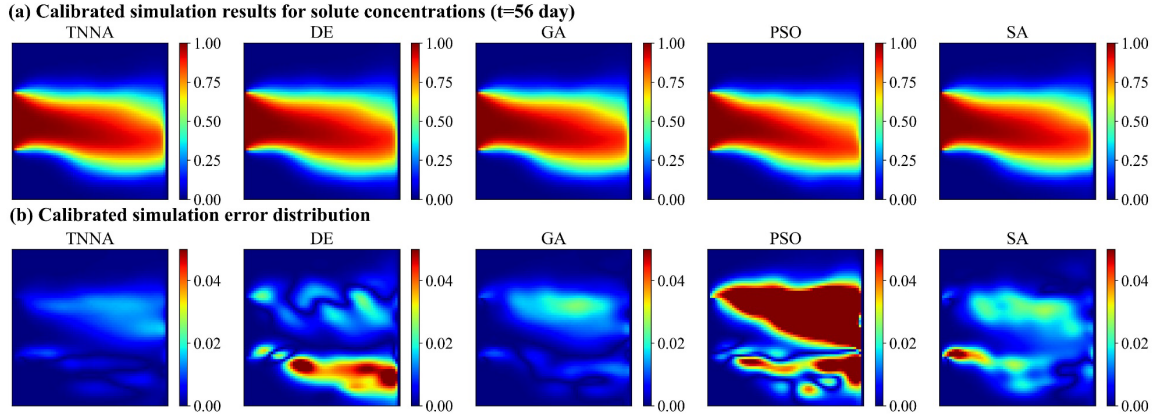 (a) Calibrated simulation results for solute concentrations (t=56 day)
TNNA DE GA PSO SA
1.00 1.00 1.00 1.00 1.00
0.75 0.75 0.75 0.75 0.75
0.50 0.50 0.50 0.50 0.50
0.25 0.25 0.25 0.25 0.25
0.00 0.00 0.00 0.00 0.00
(b) Calibrated simulation error distribution
TNNA DE GA PSO SA
0.04 0.04 0.04 0.04 0.04
0.02 0.02 0.02 0.02 0.02
0.00 0.00 0.00 0.00 0.00